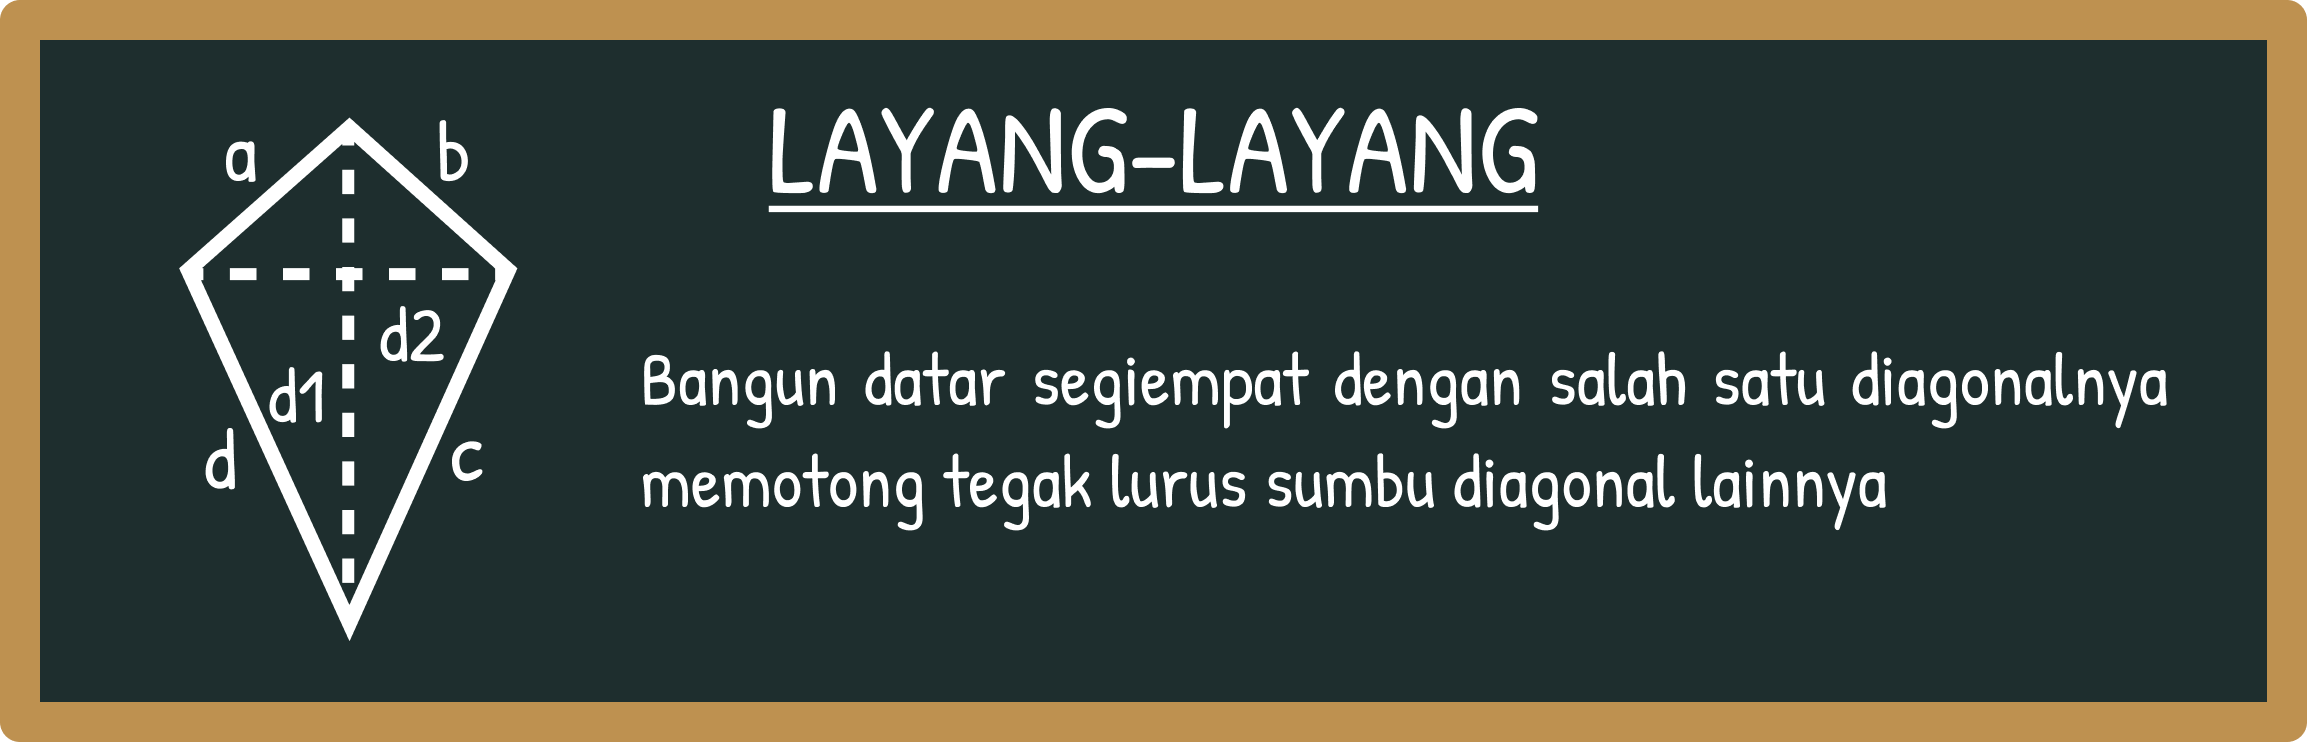 LAYANG-LAYANG
a
b
d2
d1
d
c
Bangun datar segiempat dengan salah satu diagonalnya
memotong tegak lurus sumbu diagonal lainnya